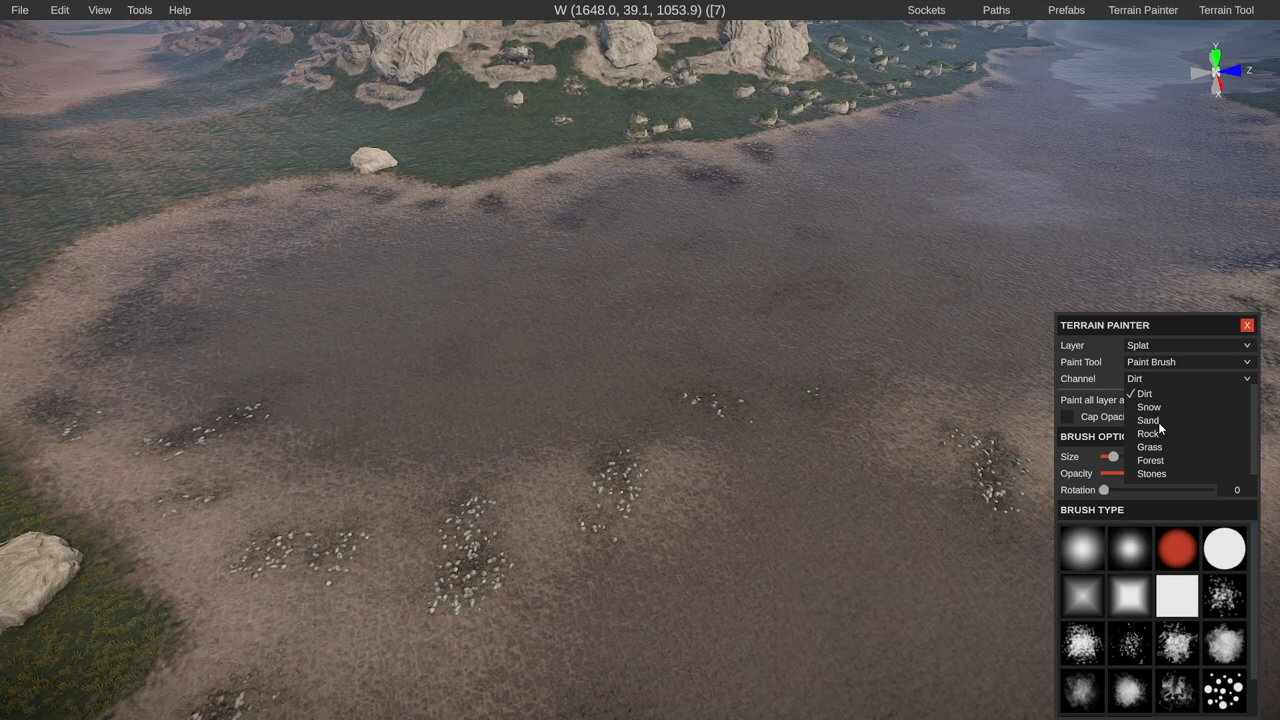 File Edit View Tools Help W (1648.0, 39.1, 1053.9) ([7) Sockets Paths Prefabs Terrain Painter Terrain Tool
Y
Z
X
TERRAIN PAINTER X
Layer Splat
Paint Tool Paint Brush
Channel Dirt
Dirt
Paint all layer a
Snow
Cap Opaci
Sand
Rock
BRUSH OPTIO
Grass
Size
Forest
Opacity
Stones
Rotation 0
BRUSH TYPE